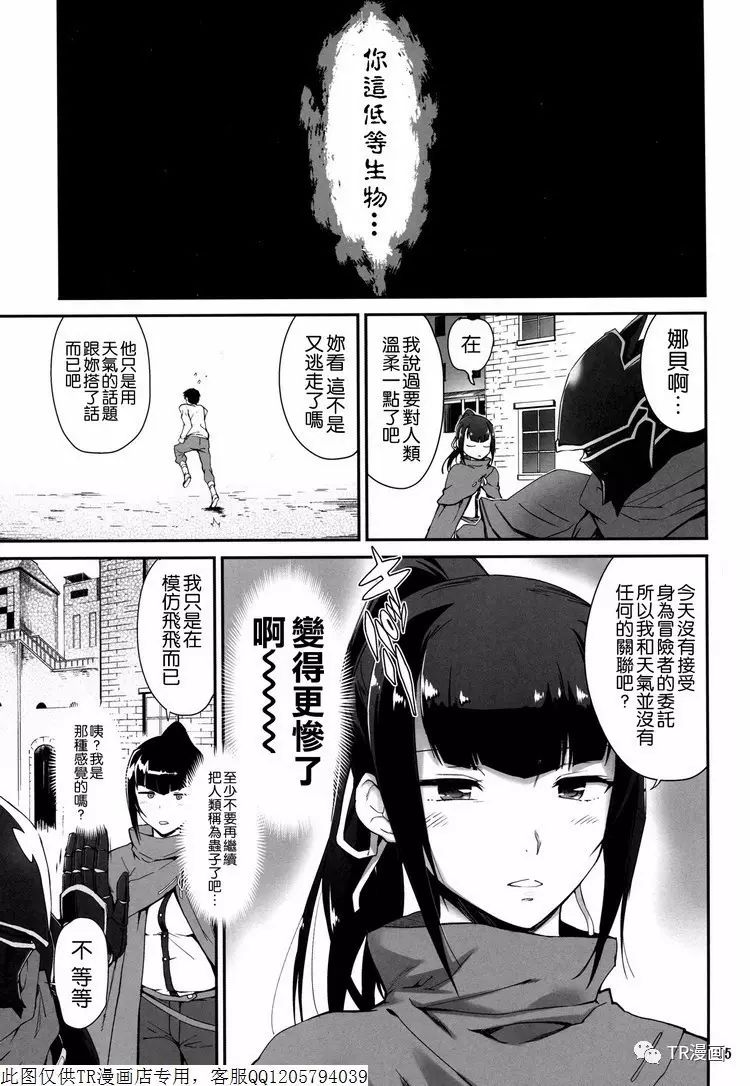 你這低等生物…
娜貝啊…
在
我說過要對人類
溫柔一點了吧
妳看 這不是
又逃走了嗎
他只是用
天氣的話題
跟妳搭了話
而已吧
今天沒有接受
身為冒險者的委託
所以我和天氣並沒有
任何的關聯吧？
變得更慘了
啊～～～～
我只是在
模仿飛飛而已
至少不要再繼續
把人類稱為蟲子了吧…
咦？我是
那種感覺的嗎？
不 等等
TR漫画
5
此图仅供TR漫画店专用，客服QQ1205794039